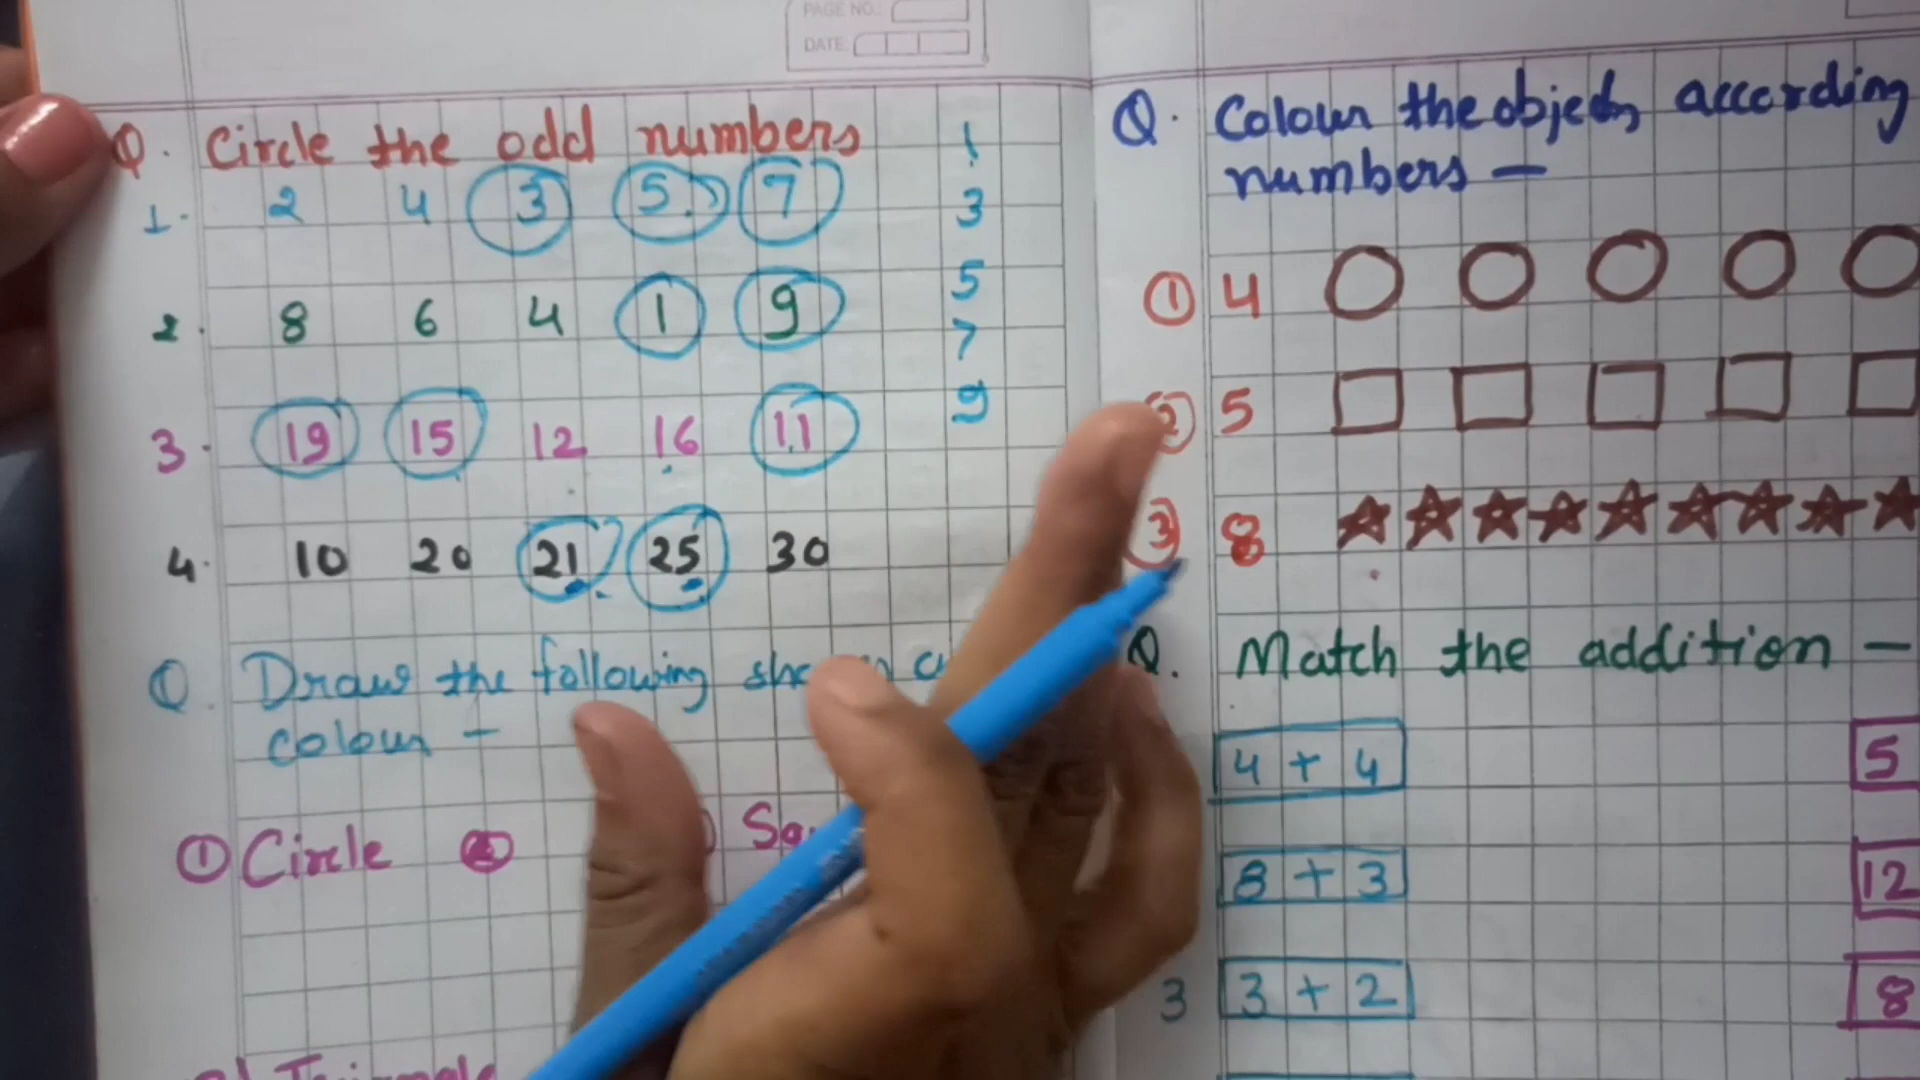 PAGE NO.:
DATE:
Q. Circle the odd numbers
1. 2 4 3 5 7
2. 8 6 4 1 9
3. 19 15 12 16 11
4. 10 20 21 25 30
1
3
5
7
9
Q. Draw the following
colour -
① Circle ②
Q. Colour the objects according
numbers -
① 4
② 5
③ 8
Q. Match the addition -
4 + 4 5
8 + 3 12
3 3 + 2 8
Triangle